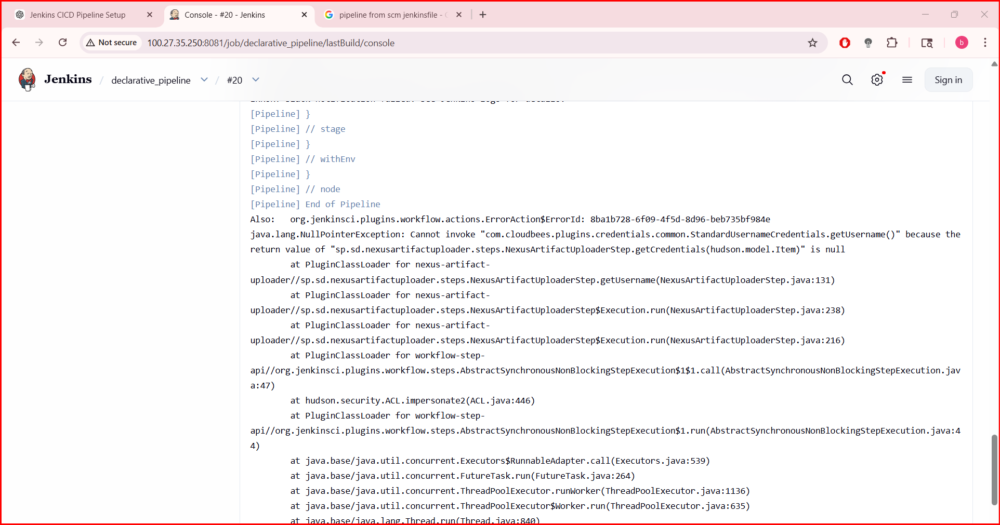 Jenkins CICD Pipeline Setup
Console - #20 - Jenkins
pipeline from scm jenkinsfile -
Not secure
100.27.35.250:8081/job/declarative_pipeline/lastBuild/console
b
Jenkins / declarative_pipeline / #20
Sign in
[Pipeline] }
[Pipeline] // stage
[Pipeline] }
[Pipeline] // withEnv
[Pipeline] }
[Pipeline] // node
[Pipeline] End of Pipeline
Also:   org.jenkinsci.plugins.workflow.actions.ErrorAction$ErrorId: 8ba1b728-6f09-4f5d-8d96-beb735bf984e
java.lang.NullPointerException: Cannot invoke "com.cloudbees.plugins.credentials.common.StandardUsernameCredentials.getUsername()" because the
return value of "sp.sd.nexusartifactuploader.steps.NexusArtifactUploaderStep.getCredentials(hudson.model.Item)" is null
at PluginClassLoader for nexus-artifact-
uploader//sp.sd.nexusartifactuploader.steps.NexusArtifactUploaderStep.getUsername(NexusArtifactUploaderStep.java:131)
at PluginClassLoader for nexus-artifact-
uploader//sp.sd.nexusartifactuploader.steps.NexusArtifactUploaderStep$Execution.run(NexusArtifactUploaderStep.java:238)
at PluginClassLoader for nexus-artifact-
uploader//sp.sd.nexusartifactuploader.steps.NexusArtifactUploaderStep$Execution.run(NexusArtifactUploaderStep.java:216)
at PluginClassLoader for workflow-step-
api//org.jenkinsci.plugins.workflow.steps.AbstractSynchronousNonBlockingStepExecution$1$1.call(AbstractSynchronousNonBlockingStepExecution.jav
a:47)
at hudson.security.ACL.impersonate2(ACL.java:446)
at PluginClassLoader for workflow-step-
api//org.jenkinsci.plugins.workflow.steps.AbstractSynchronousNonBlockingStepExecution$1.run(AbstractSynchronousNonBlockingStepExecution.java:4
4)
at java.base/java.util.concurrent.Executors$RunnableAdapter.call(Executors.java:539)
at java.base/java.util.concurrent.FutureTask.run(FutureTask.java:264)
at java.base/java.util.concurrent.ThreadPoolExecutor.runWorker(ThreadPoolExecutor.java:1136)
at java.base/java.util.concurrent.ThreadPoolExecutor$Worker.run(ThreadPoolExecutor.java:635)
at java.base/java.lang.Thread.run(Thread.java:840)